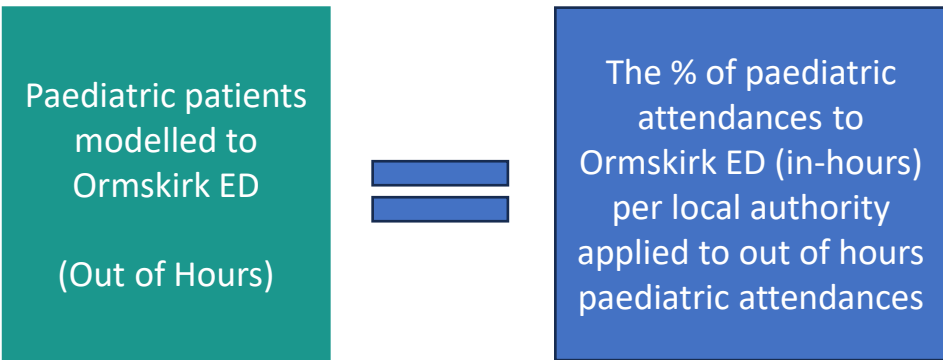 Paediatric patients
modelled to
Ormskirk ED
(Out of Hours)
The % of paediatric
attendances to
Ormskirk ED (in-hours)
per local authority
applied to out of hours
paediatric attendances